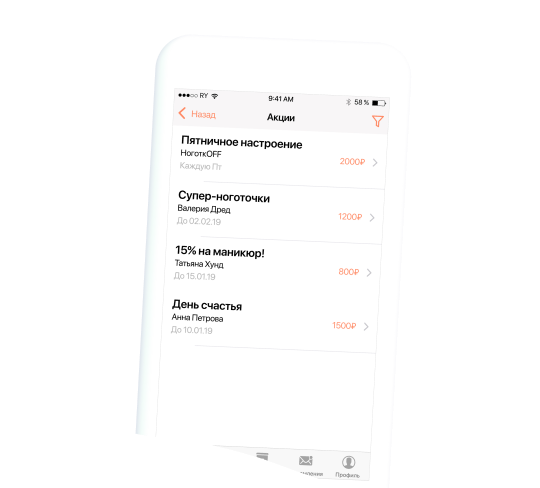 RY 9:41 AM 58 %
Назад Акции
Пятничное настроение
НоготкOFF 2000₽
Каждую Пт
Супер-ноготочки
Валерия Дред 1200₽
До 02.02.19
15% на маникюр!
Татьяна Хунд 800₽
До 15.01.19
День счастья
Анна Петрова 1500₽
До 10.01.19
Профиль